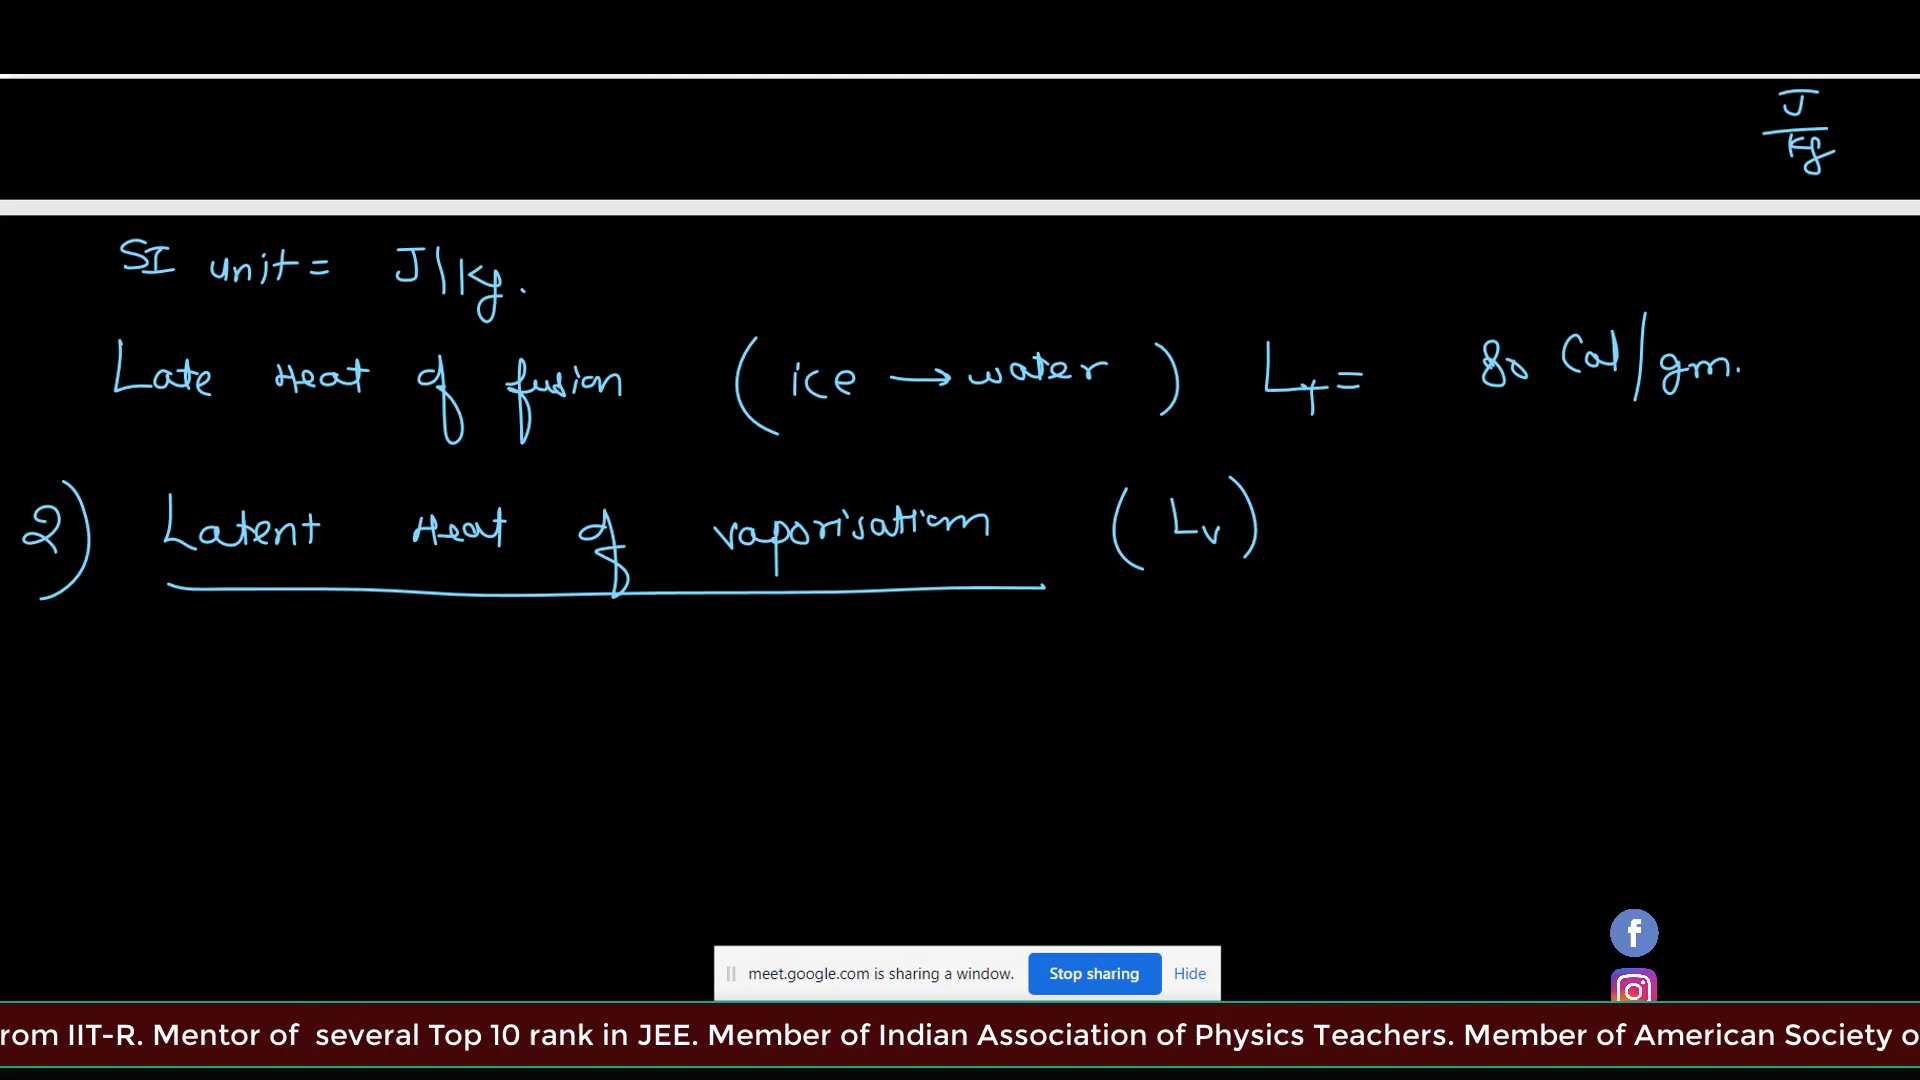 J
kg
SI unit = J\kg.
Late Heat of fusion (ice → water) Lf = 80 Cal/gm.
2) Latent Heat of vaporisation (Lv)
meet.google.com is sharing a window. Stop sharing Hide
f
rom IIT-R. Mentor of several Top 10 rank in JEE. Member of Indian Association of Physics Teachers. Member of American Society o